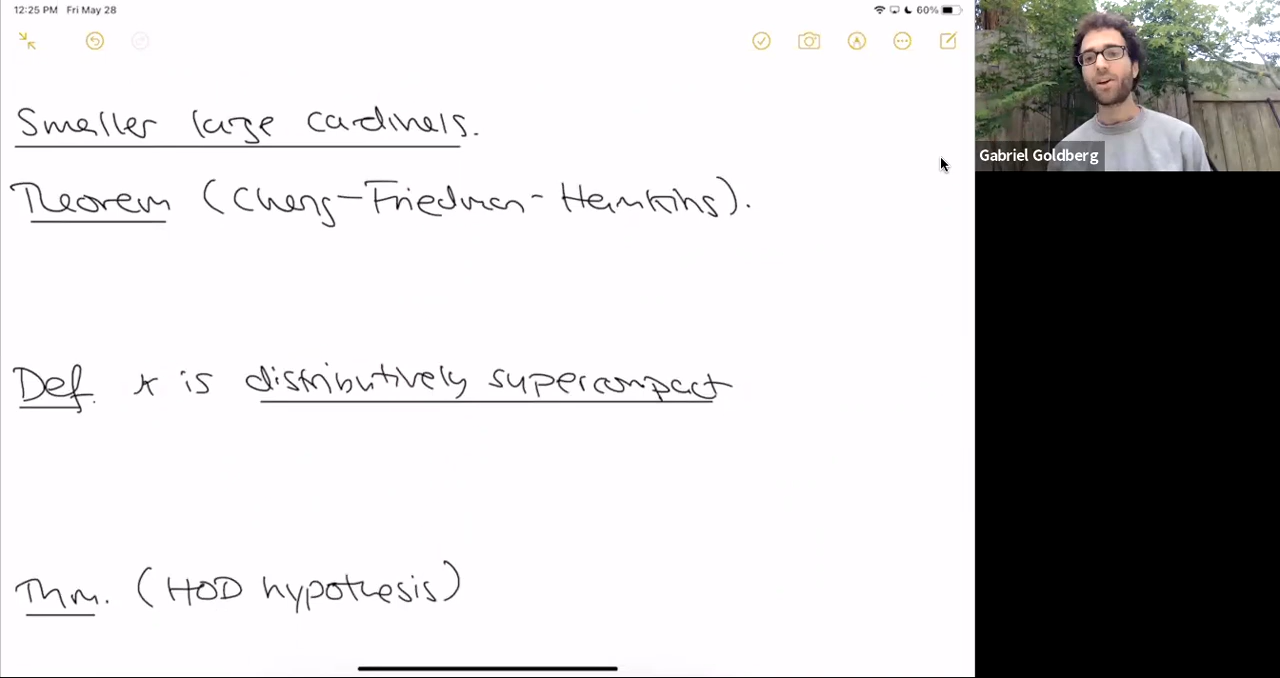 12:25 PM Fri May 28
60%
Smaller large cardinals.
Theorem (Cheng-Friedman-Hamkins).
Def. κ is distributively supercompact
Thm. (HOD hypothesis)
Gabriel Goldberg